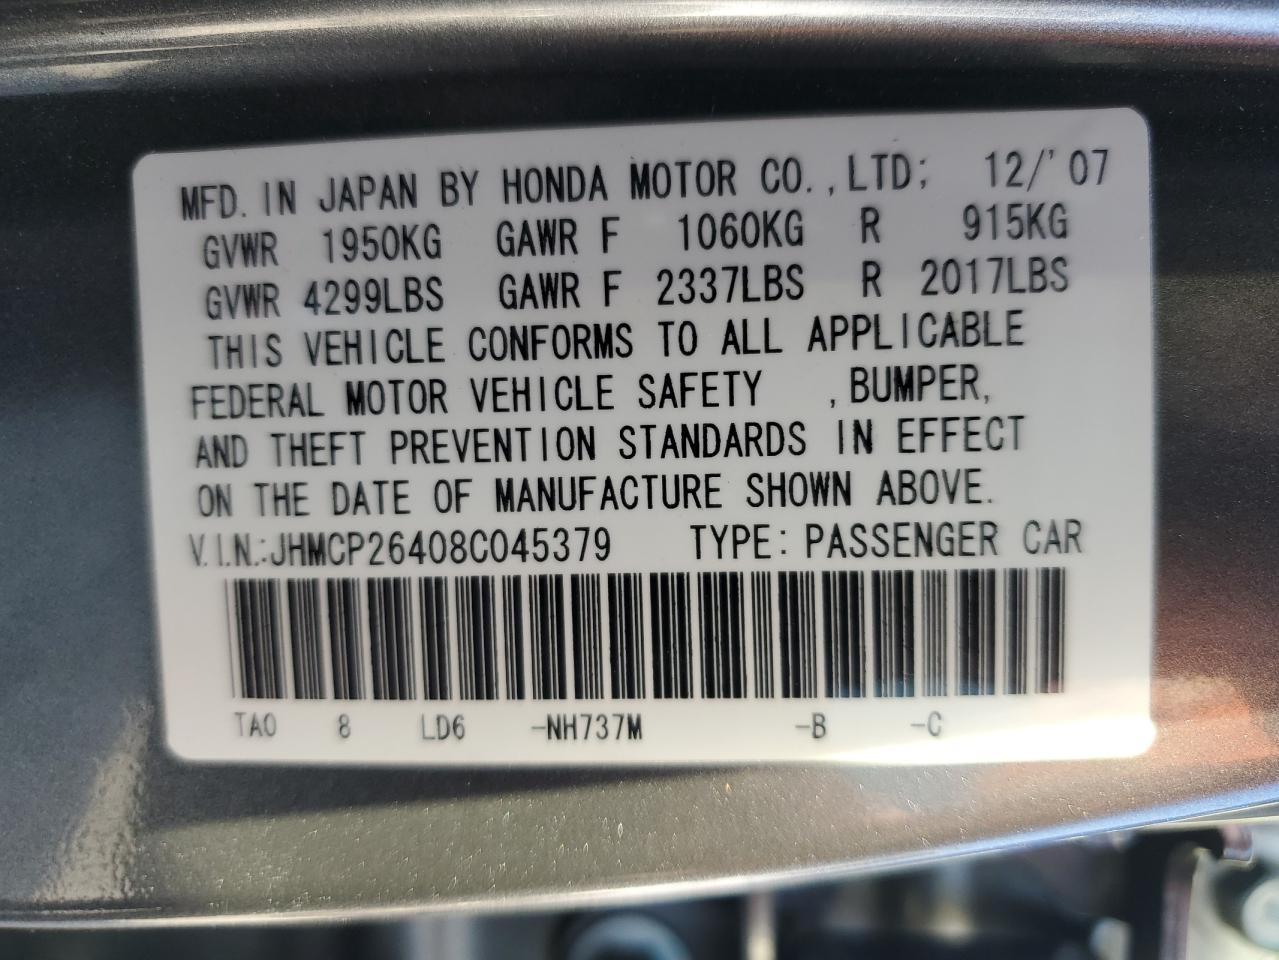 MFD. IN JAPAN BY HONDA MOTOR CO.,LTD; 12/'07
GVWR 1950KG GAWR F 1060KG R 915KG
GVWR 4299LBS GAWR F 2337LBS R 2017LBS
THIS VEHICLE CONFORMS TO ALL APPLICABLE
FEDERAL MOTOR VEHICLE SAFETY ,BUMPER,
AND THEFT PREVENTION STANDARDS IN EFFECT
ON THE DATE OF MANUFACTURE SHOWN ABOVE.
V.I.N.:JHMCP26408C045379 TYPE: PASSENGER CAR
TA0 8 LD6 -NH737M -B -C